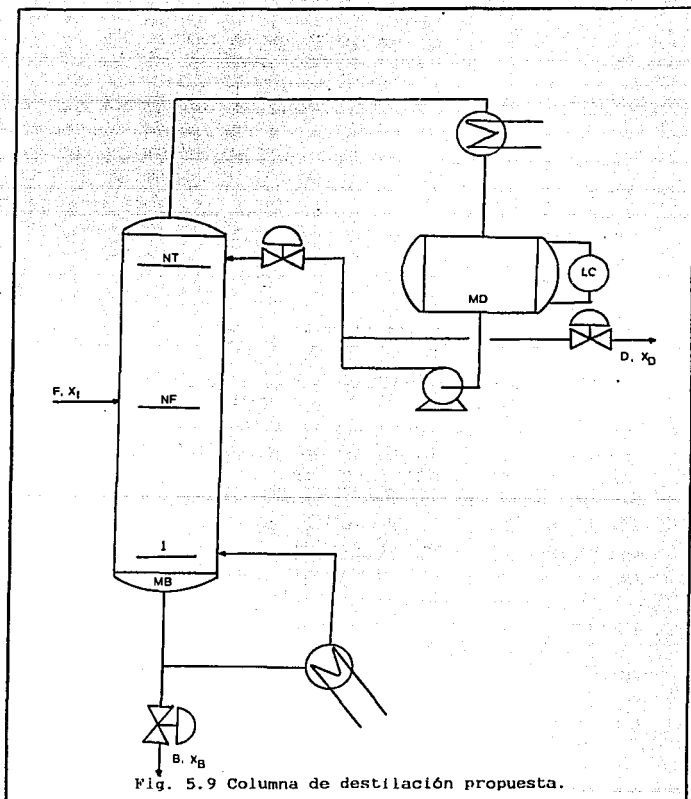 NT
LC
MD
D, X_D
F, X_f
NF
1
MB
B, X_B
Fig. 5.9 Columna de destilación propuesta.